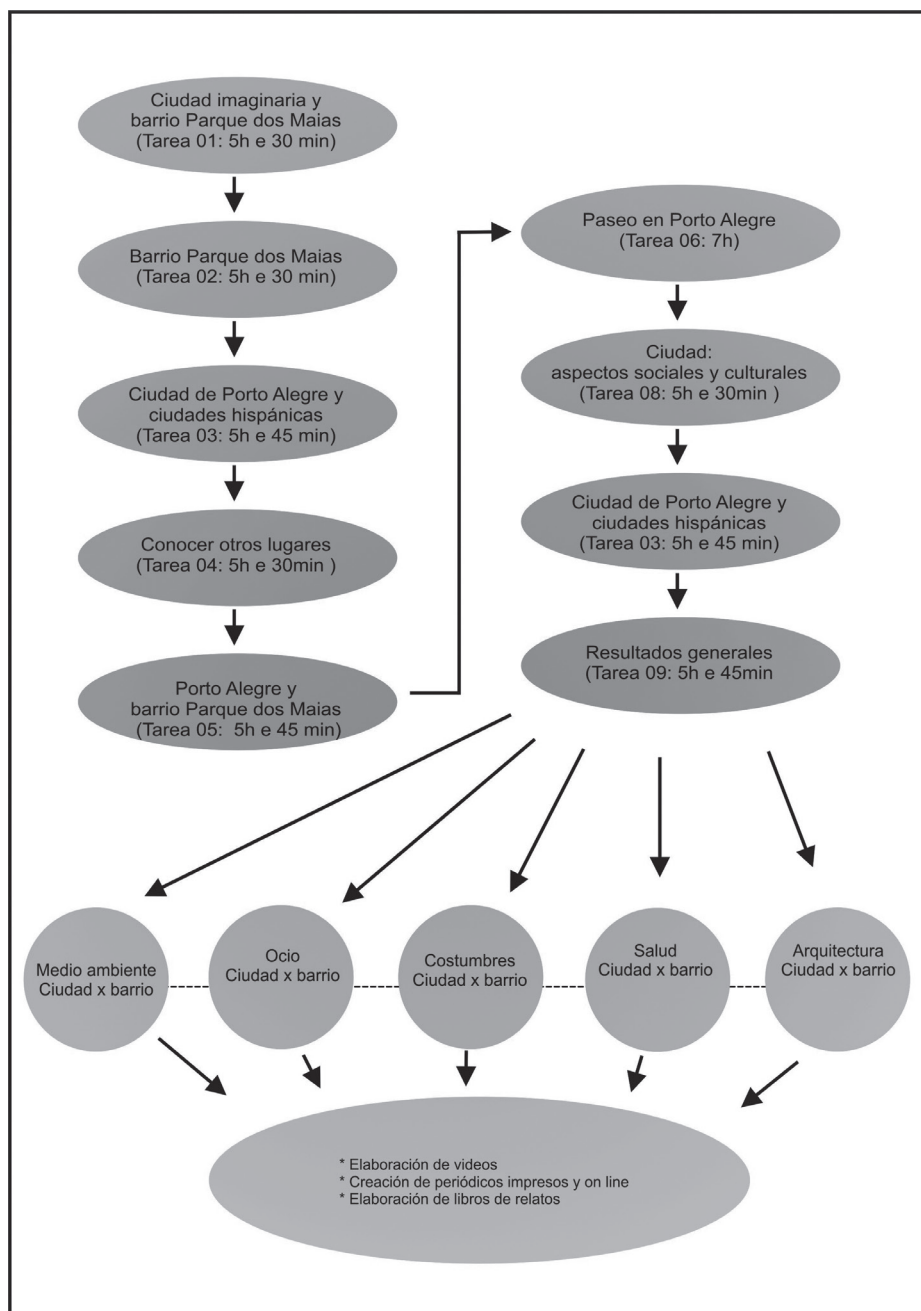 Ciudad imaginaria y
barrio Parque dos Maias
(Tarea 01: 5h e 30 min)
Barrio Parque dos Maias
(Tarea 02: 5h e 30 min)
Ciudad de Porto Alegre y
ciudades hispánicas
(Tarea 03: 5h e 45 min)
Conocer otros lugares
(Tarea 04: 5h e 30min )
Porto Alegre y
barrio Parque dos Maias
(Tarea 05:  5h e 45 min)
Paseo en Porto Alegre
(Tarea 06: 7h)
Ciudad:
aspectos sociales y culturales
(Tarea 08: 5h e 30min )
Ciudad de Porto Alegre y
ciudades hispánicas
(Tarea 03: 5h e 45 min)
Resultados generales
(Tarea 09: 5h e 45min
Medio ambiente
Ciudad x barrio
Ocio
Ciudad x barrio
Costumbres
Ciudad x barrio
Salud
Ciudad x barrio
Arquitectura
Ciudad x barrio
* Elaboración de videos
* Creación de periódicos impresos y on line
* Elaboración de libros de relatos